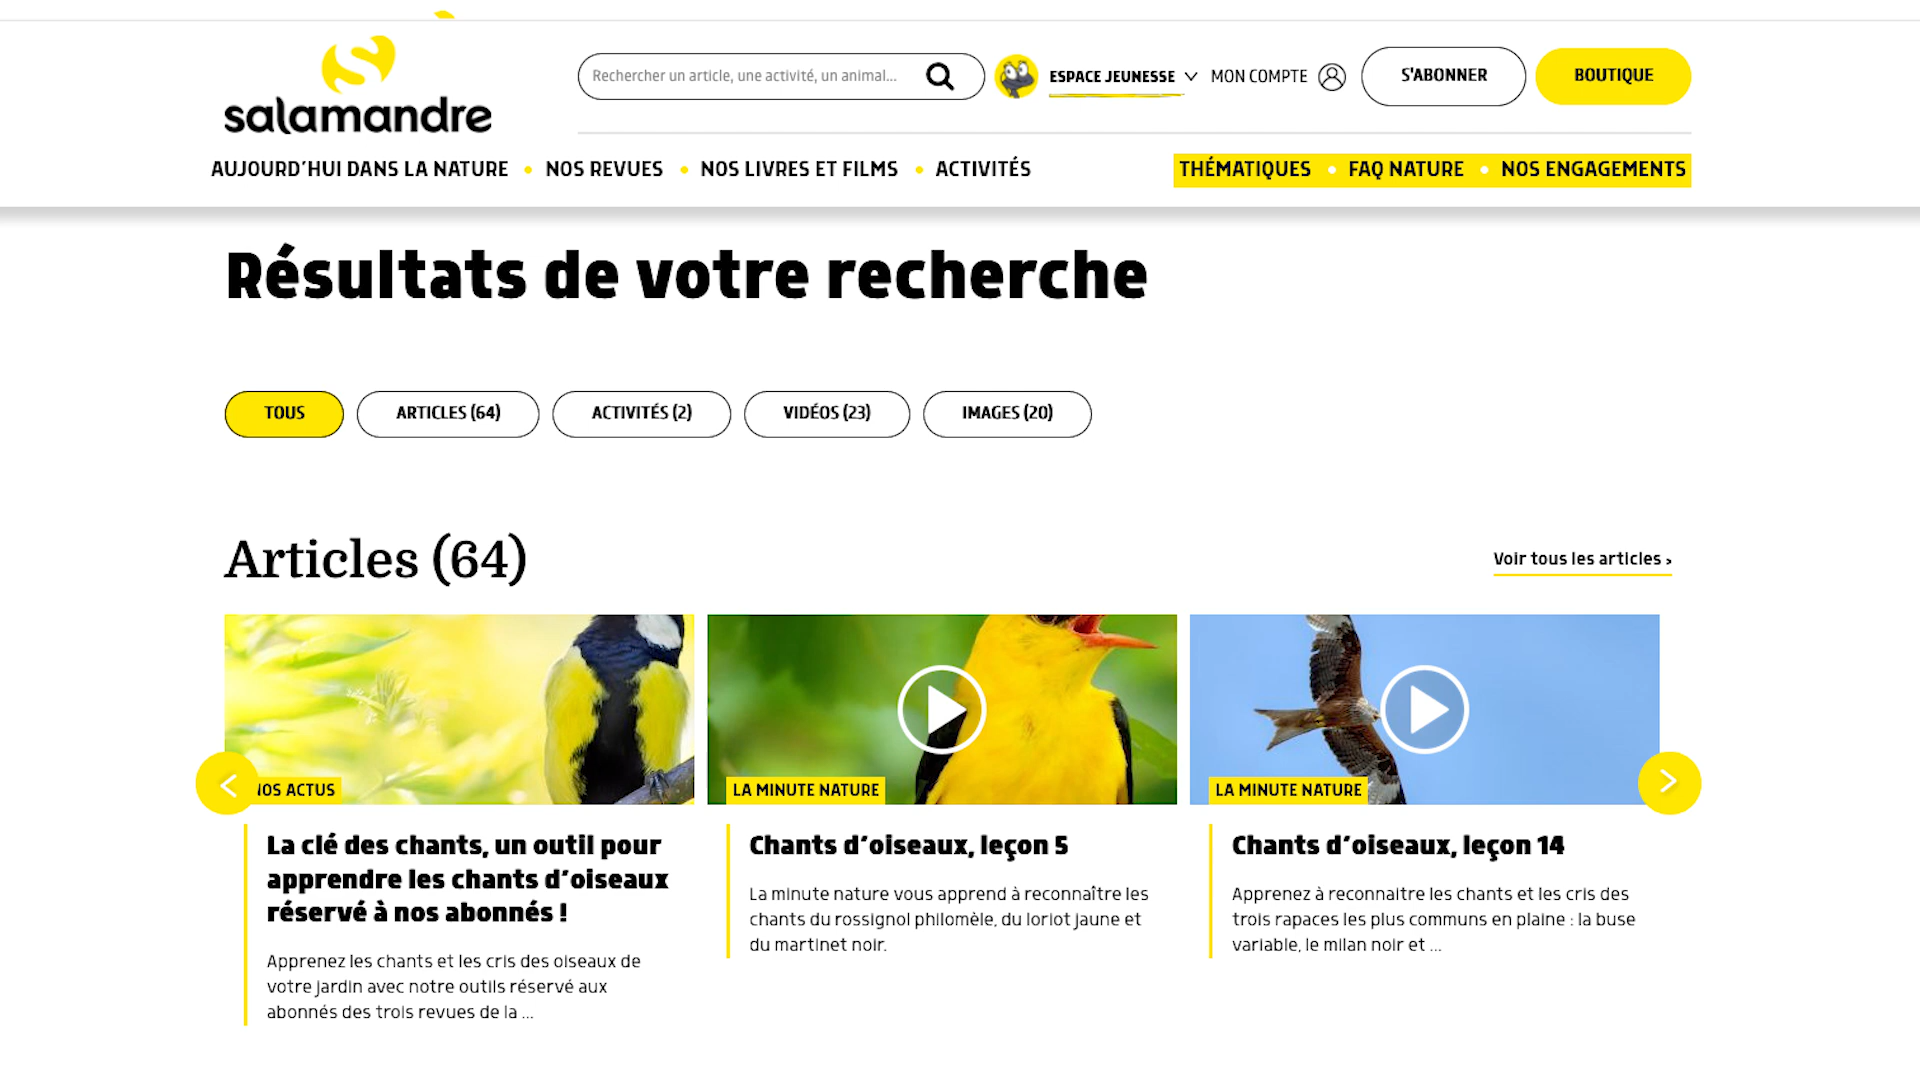 salamandre
Rechercher un article, une activité, un animal...
ESPACE JEUNESSE
MON COMPTE
S'ABONNER
BOUTIQUE
AUJOURD'HUI DANS LA NATURE
NOS REVUES
NOS LIVRES ET FILMS
ACTIVITÉS
THÉMATIQUES
FAQ NATURE
NOS ENGAGEMENTS
Résultats de votre recherche
TOUS
ARTICLES (64)
ACTIVITÉS (2)
VIDÉOS (23)
IMAGES (20)
Articles (64)
Voir tous les articles >
NOS ACTUS
La clé des chants, un outil pour
apprendre les chants d'oiseaux
réservé à nos abonnés !
Apprenez les chants et les cris des oiseaux de
votre jardin avec notre outils réservé aux
abonnés des trois revues de la ...
LA MINUTE NATURE
Chants d'oiseaux, leçon 5
La minute nature vous apprend à reconnaître les
chants du rossignol philomèle, du loriot jaune et
du martinet noir.
LA MINUTE NATURE
Chants d'oiseaux, leçon 14
Apprenez à reconnaitre les chants et les cris des
trois rapaces les plus communs en plaine : la buse
variable, le milan noir et ...